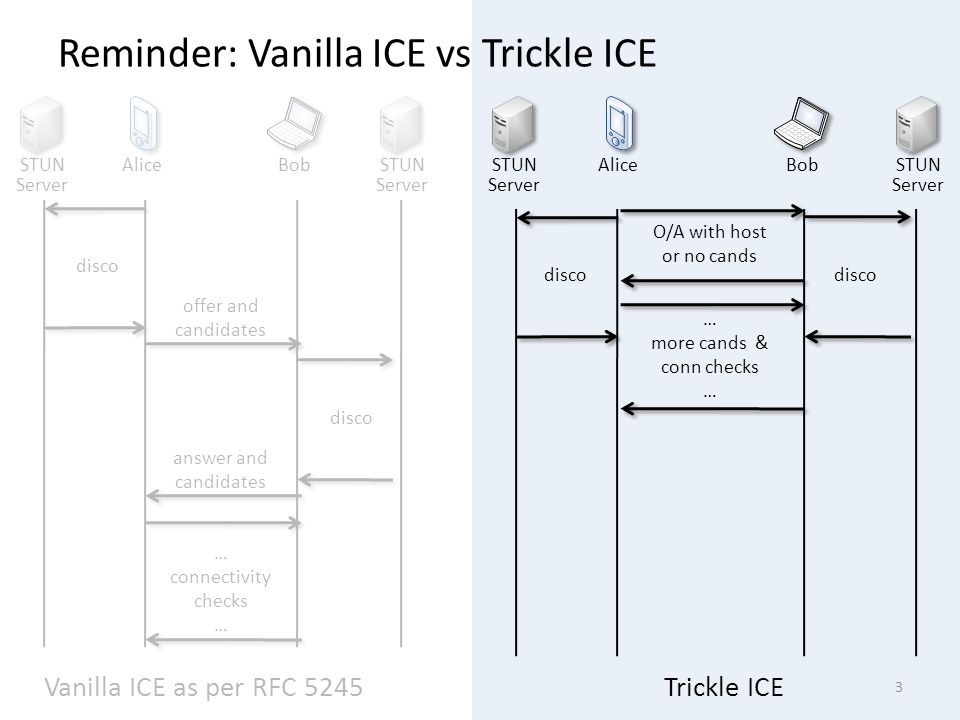 Reminder: Vanilla ICE vs Trickle ICE
STUN
Server
Alice
Bob
STUN
Server
disco
offer and
candidates
disco
answer and
candidates
…
connectivity
checks
…
Vanilla ICE as per RFC 5245
STUN
Server
Alice
Bob
STUN
Server
O/A with host
or no cands
disco
disco
…
more cands &
conn checks
…
Trickle ICE
3